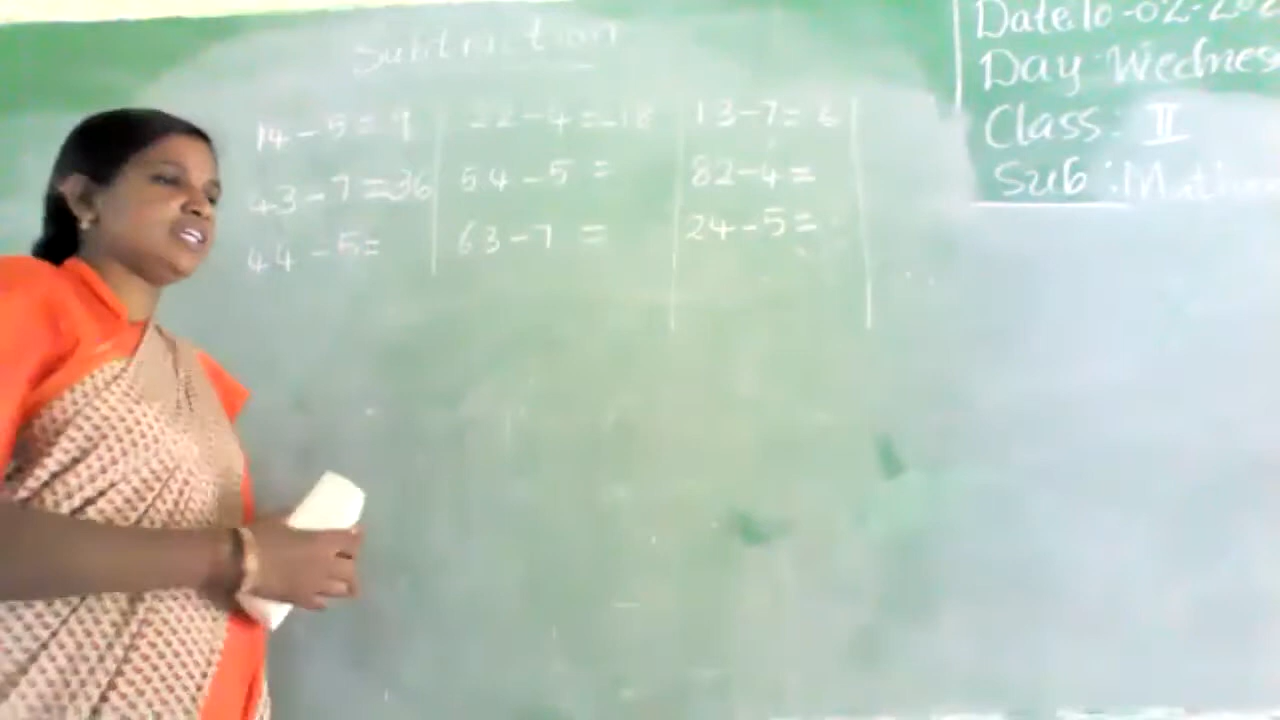 Subtraction
14-5=9
43-7=36
44-5=
22-4=18
54-5=
63-7=
13-7=6
82-4=
24-5=
Date 10-02-202
Day Wednes
Class: II
Sub: Maths